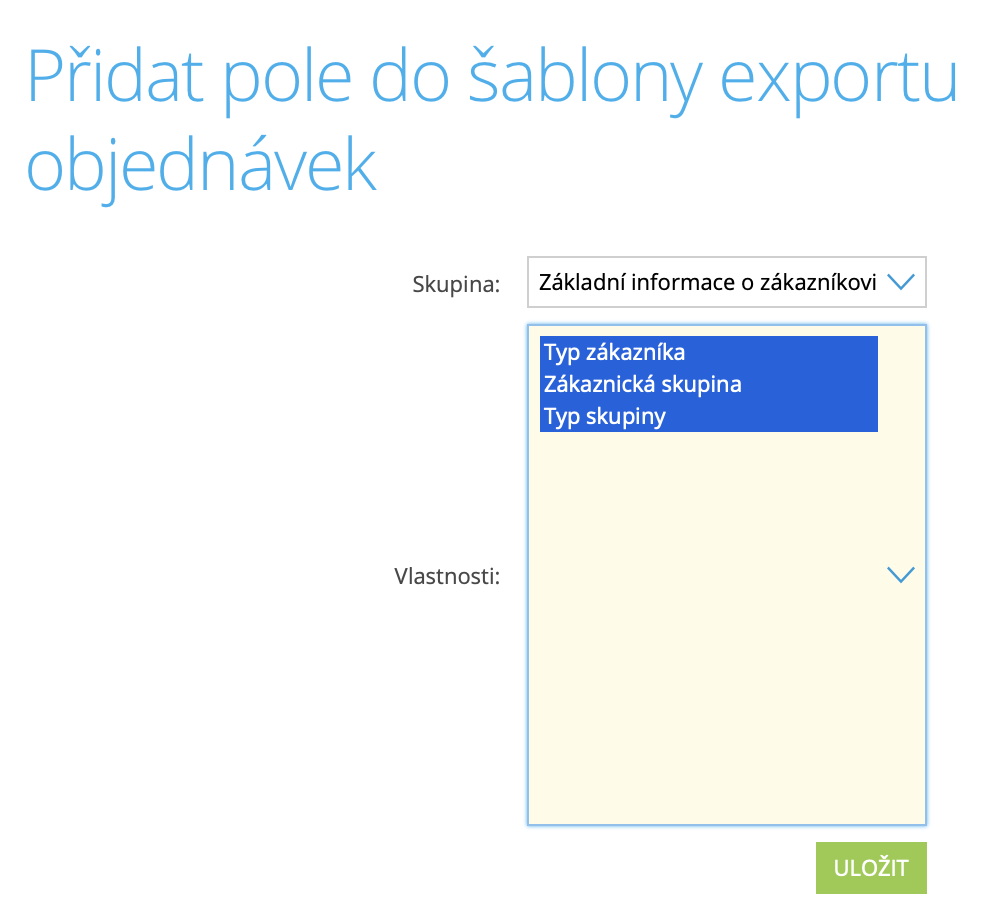 Přidat pole do šablony exportu
objednávek
Skupina:
Základní informace o zákazníkovi
Typ zákazníka
Zákaznická skupina
Typ skupiny
Vlastnosti:
ULOŽIT